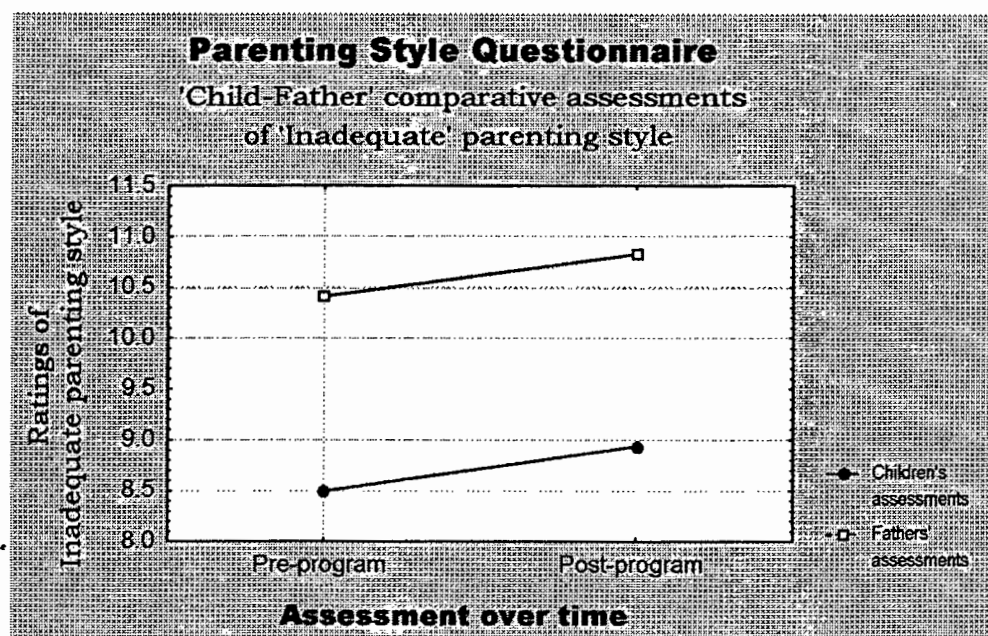 Parenting Style Questionnaire
'Child-Father' comparative assessments
of 'Inadequate' parenting style
Ratings of
Inadequate parenting style
11.5
11.0
10.5
10.0
9.5
9.0
8.5
8.0
Pre-program
Post-program
Assessment over time
Children's
assessments
Fathers'
assessments